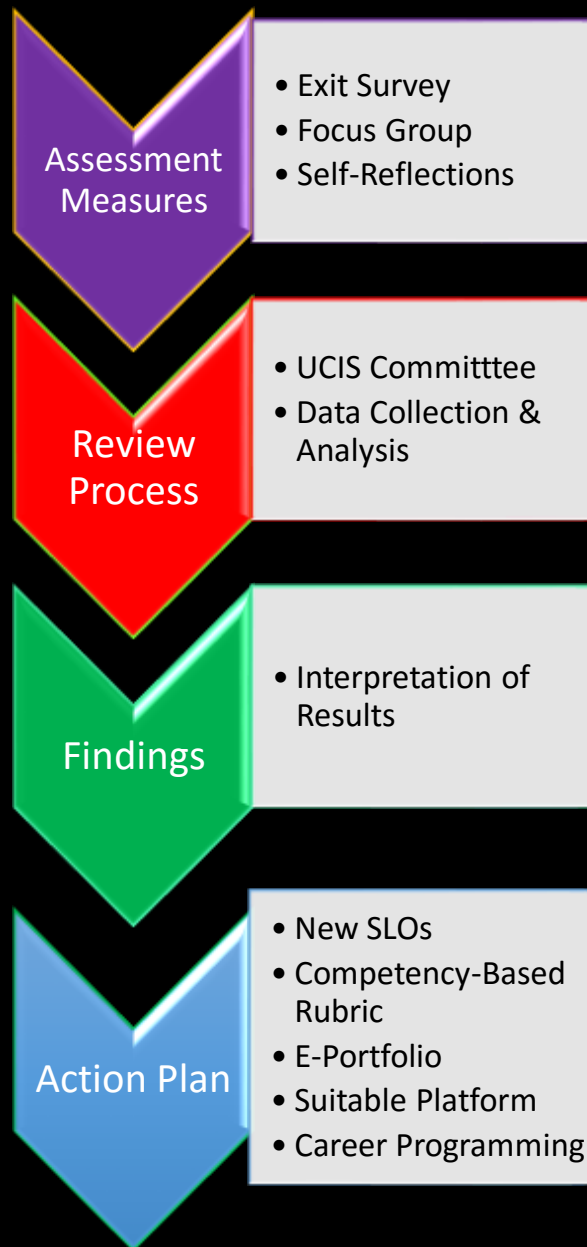 Assessment
Measures
• Exit Survey
• Focus Group
• Self-Reflections
Review
Process
• UCIS Committtee
• Data Collection &
Analysis
Findings
• Interpretation of
Results
Action Plan
• New SLOs
• Competency-Based
Rubric
• E-Portfolio
• Suitable Platform
• Career Programming